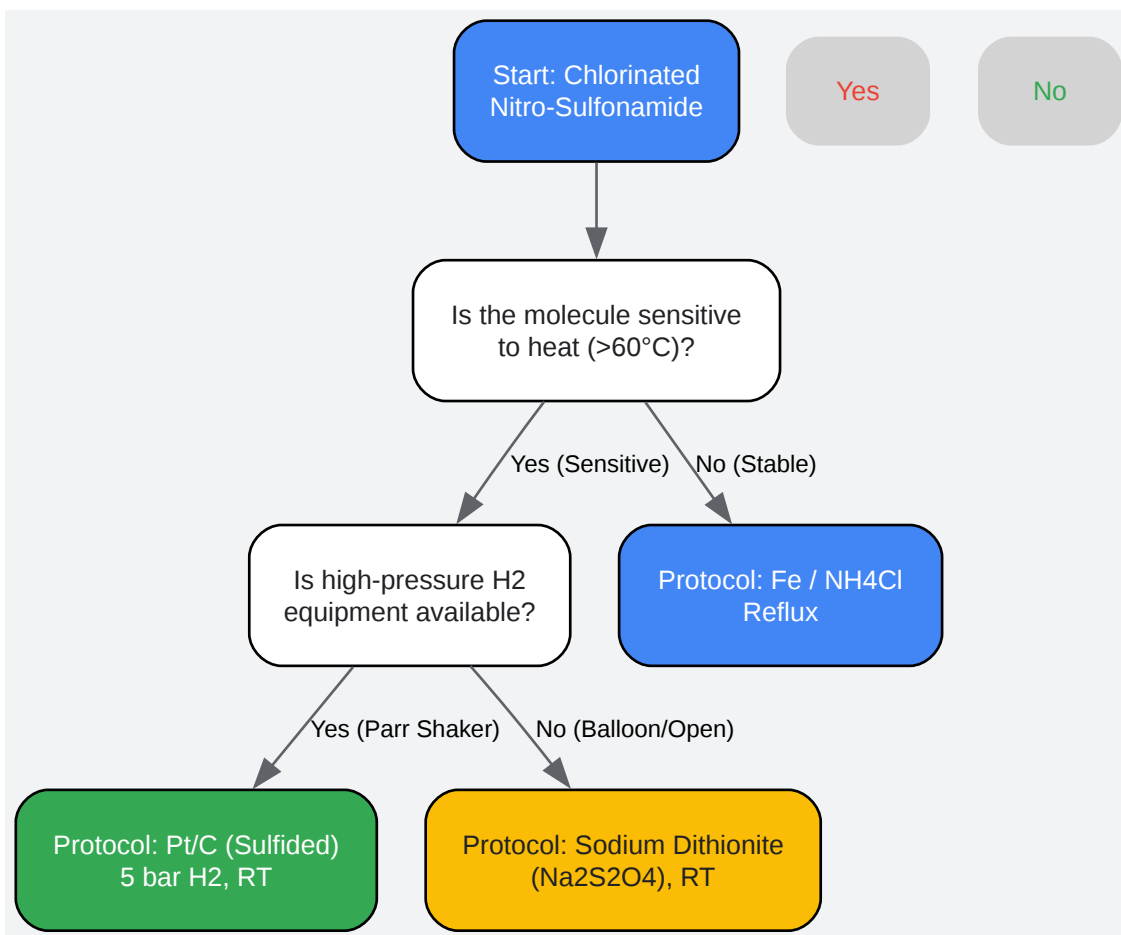 Start: Chlorinated
Nitro-Sulfonamide
Yes
No
Is the molecule sensitive
to heat (>60°C)?
Yes (Sensitive)
No (Stable)
Is high-pressure H2
equipment available?
Protocol: Fe / NH4Cl
Reflux
Yes (Parr Shaker)
No (Balloon/Open)
Protocol: Pt/C (Sulfided)
5 bar H2, RT
Protocol: Sodium Dithionite
(Na2S2O4), RT